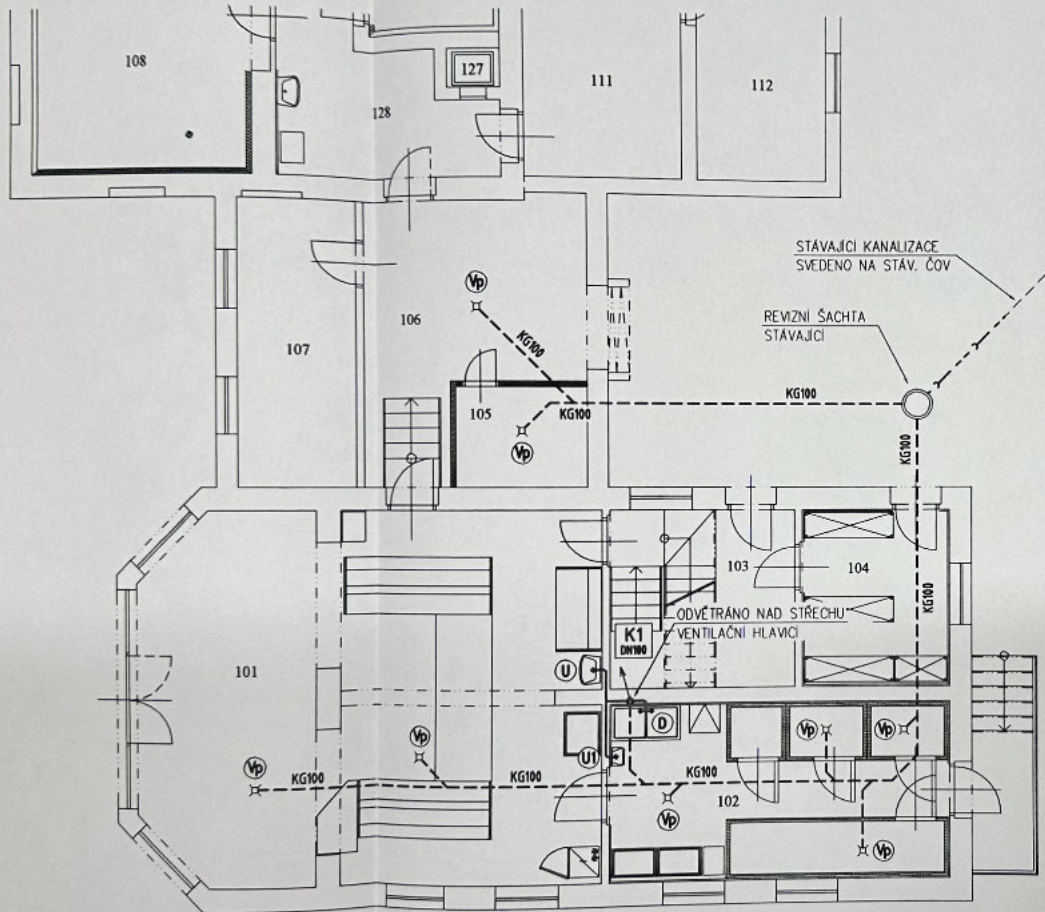 108
127
128
111
112
STÁVAJÍCÍ KANALIZACE
SVEDENO NA STÁV. ČOV
Vp
106
REVIZNÍ ŠACHTA
STÁVAJÍCÍ
107
KG100
KG100
105
KG100
Vp
KG100
103
104
KG100
ODVĚTRÁNO NAD STŘECHU
VENTILAČNÍ HLAVICÍ
K1
DN100
101
U
D
Vp
Vp
Vp
U1
Vp
KG100
KG100
KG100
102
Vp
Vp